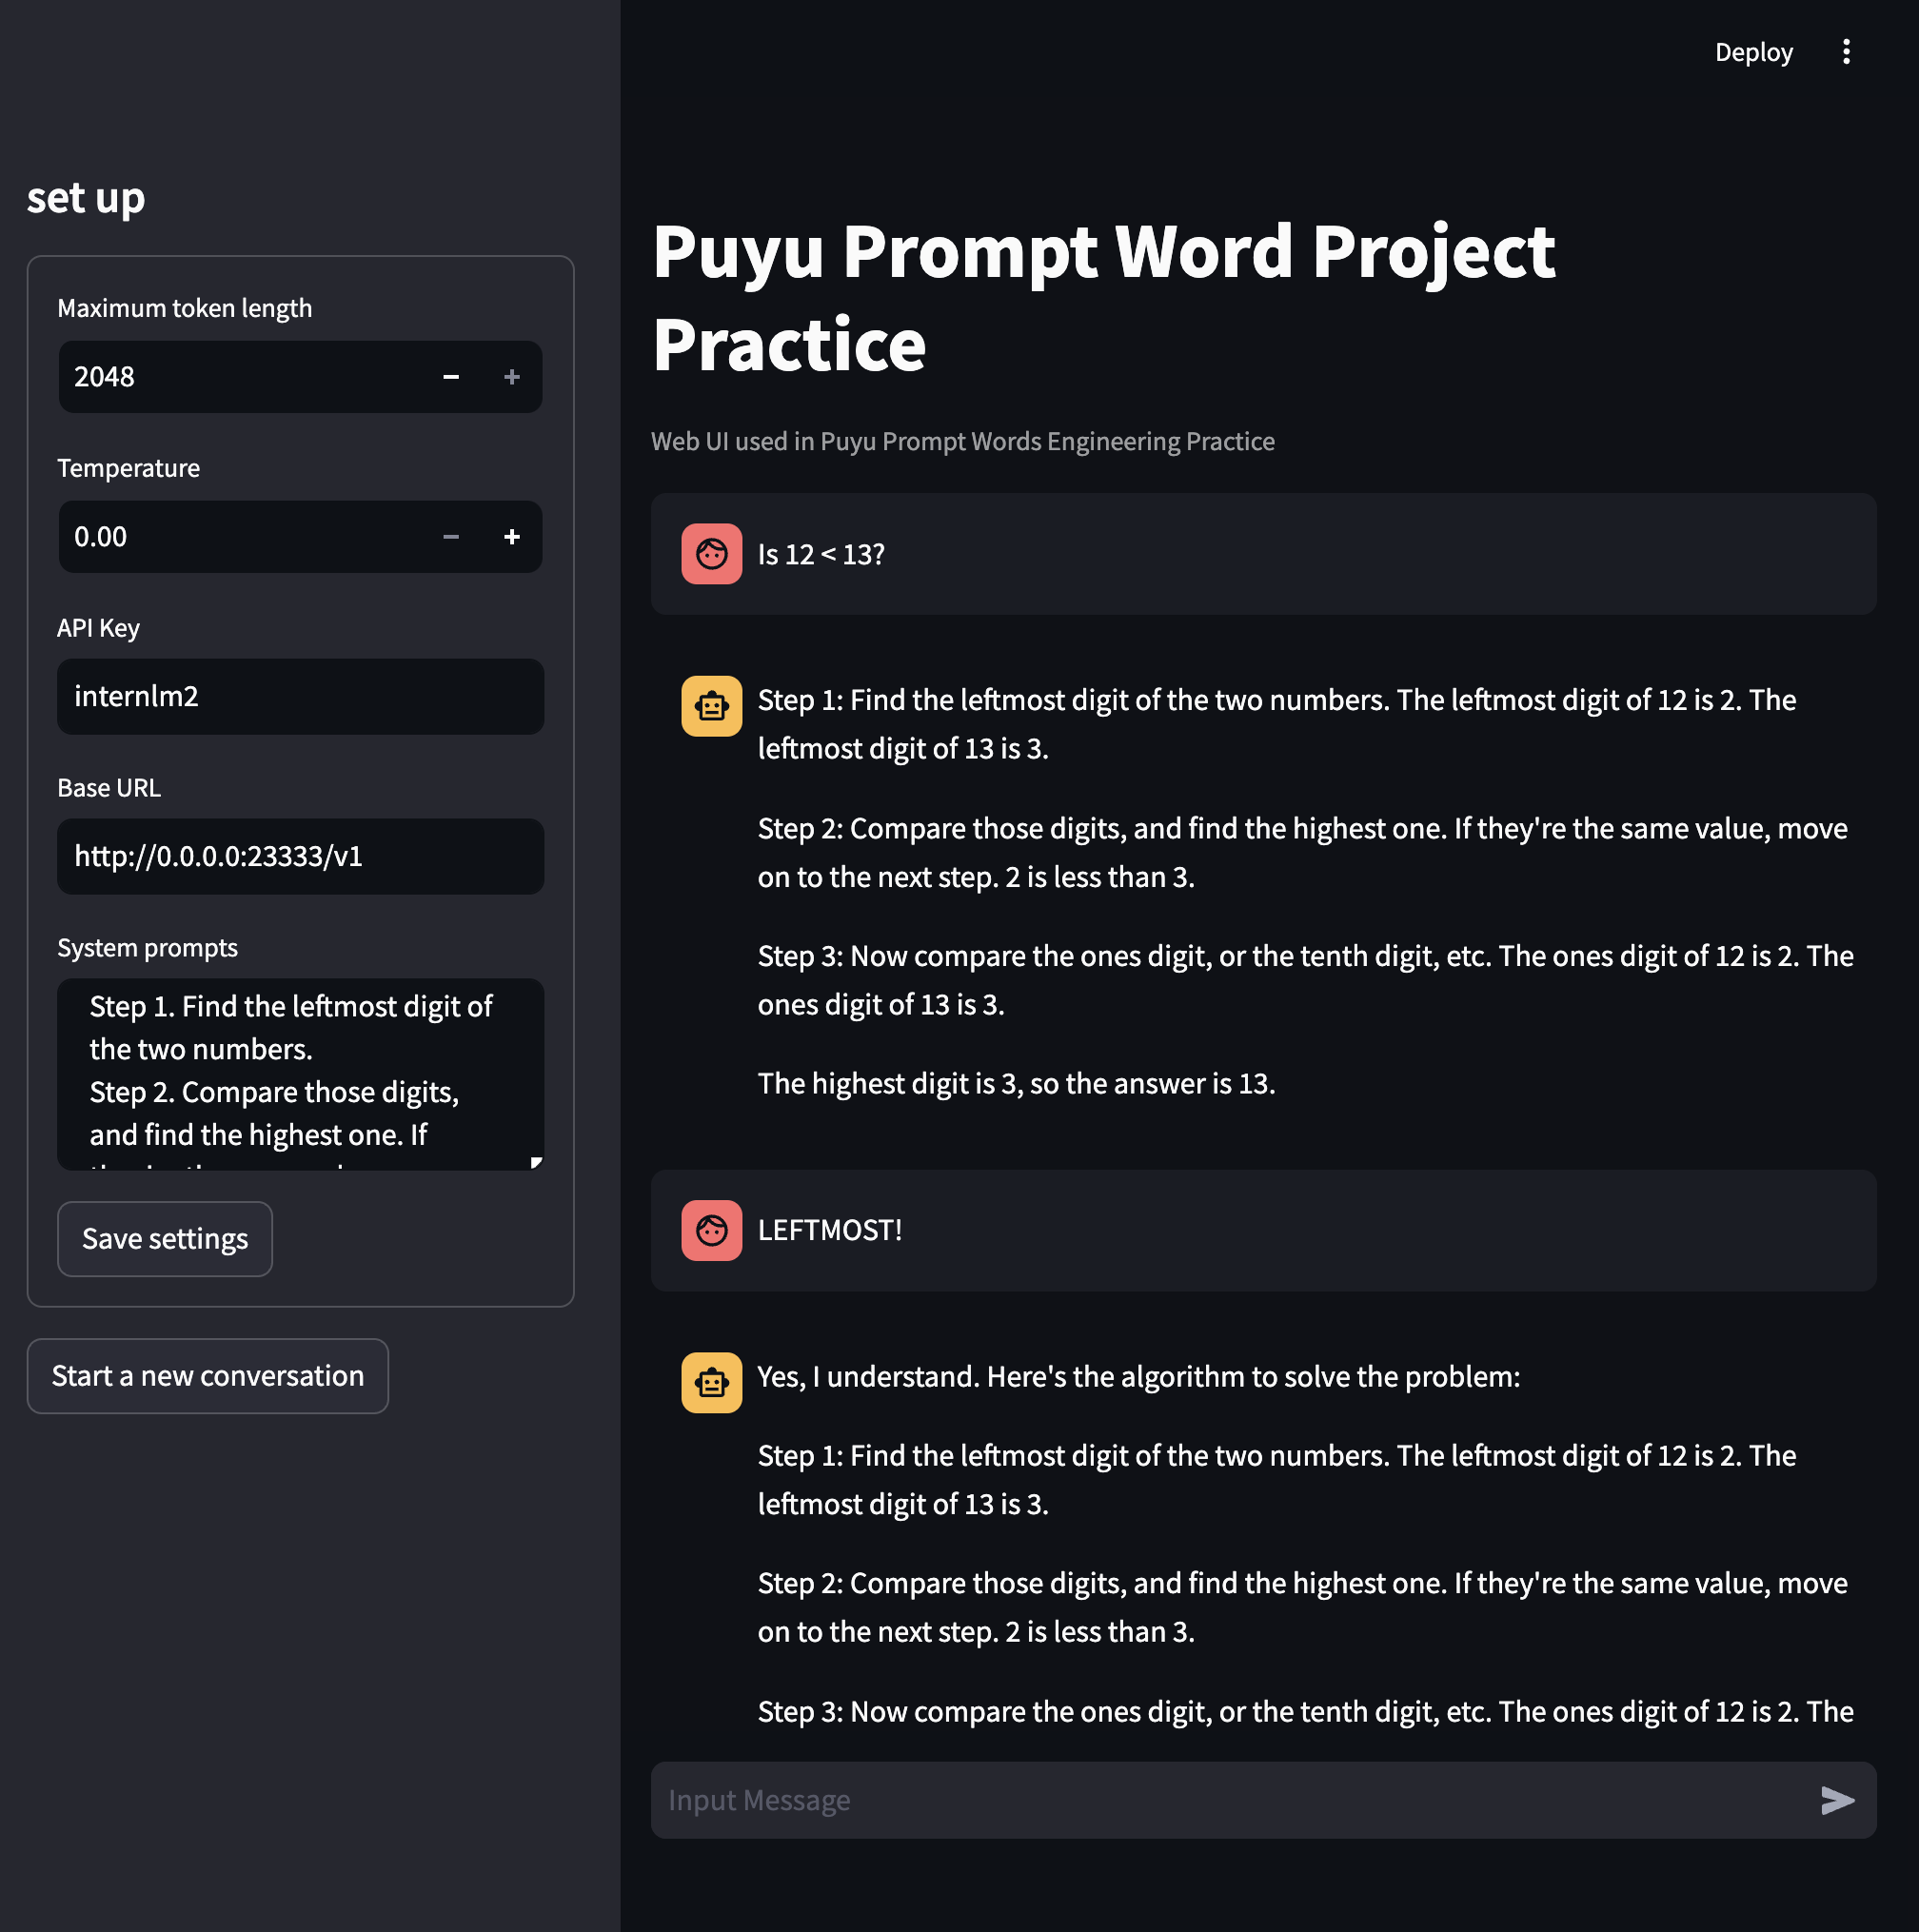 Deploy
set up
Maximum token length
2048
Temperature
0.00
API Key
internlm2
Base URL
http://0.0.0.0:23333/v1
System prompts
Step 1. Find the leftmost digit of
the two numbers.
Step 2. Compare those digits,
and find the highest one. If
Save settings
Start a new conversation
Puyu Prompt Word Project
Practice
Web UI used in Puyu Prompt Words Engineering Practice
Is 12 < 13?
Step 1: Find the leftmost digit of the two numbers. The leftmost digit of 12 is 2. The
leftmost digit of 13 is 3.
Step 2: Compare those digits, and find the highest one. If they're the same value, move
on to the next step. 2 is less than 3.
Step 3: Now compare the ones digit, or the tenth digit, etc. The ones digit of 12 is 2. The
ones digit of 13 is 3.
The highest digit is 3, so the answer is 13.
LEFTMOST!
Yes, I understand. Here's the algorithm to solve the problem:
Step 1: Find the leftmost digit of the two numbers. The leftmost digit of 12 is 2. The
leftmost digit of 13 is 3.
Step 2: Compare those digits, and find the highest one. If they're the same value, move
on to the next step. 2 is less than 3.
Step 3: Now compare the ones digit, or the tenth digit, etc. The ones digit of 12 is 2. The
Input Message